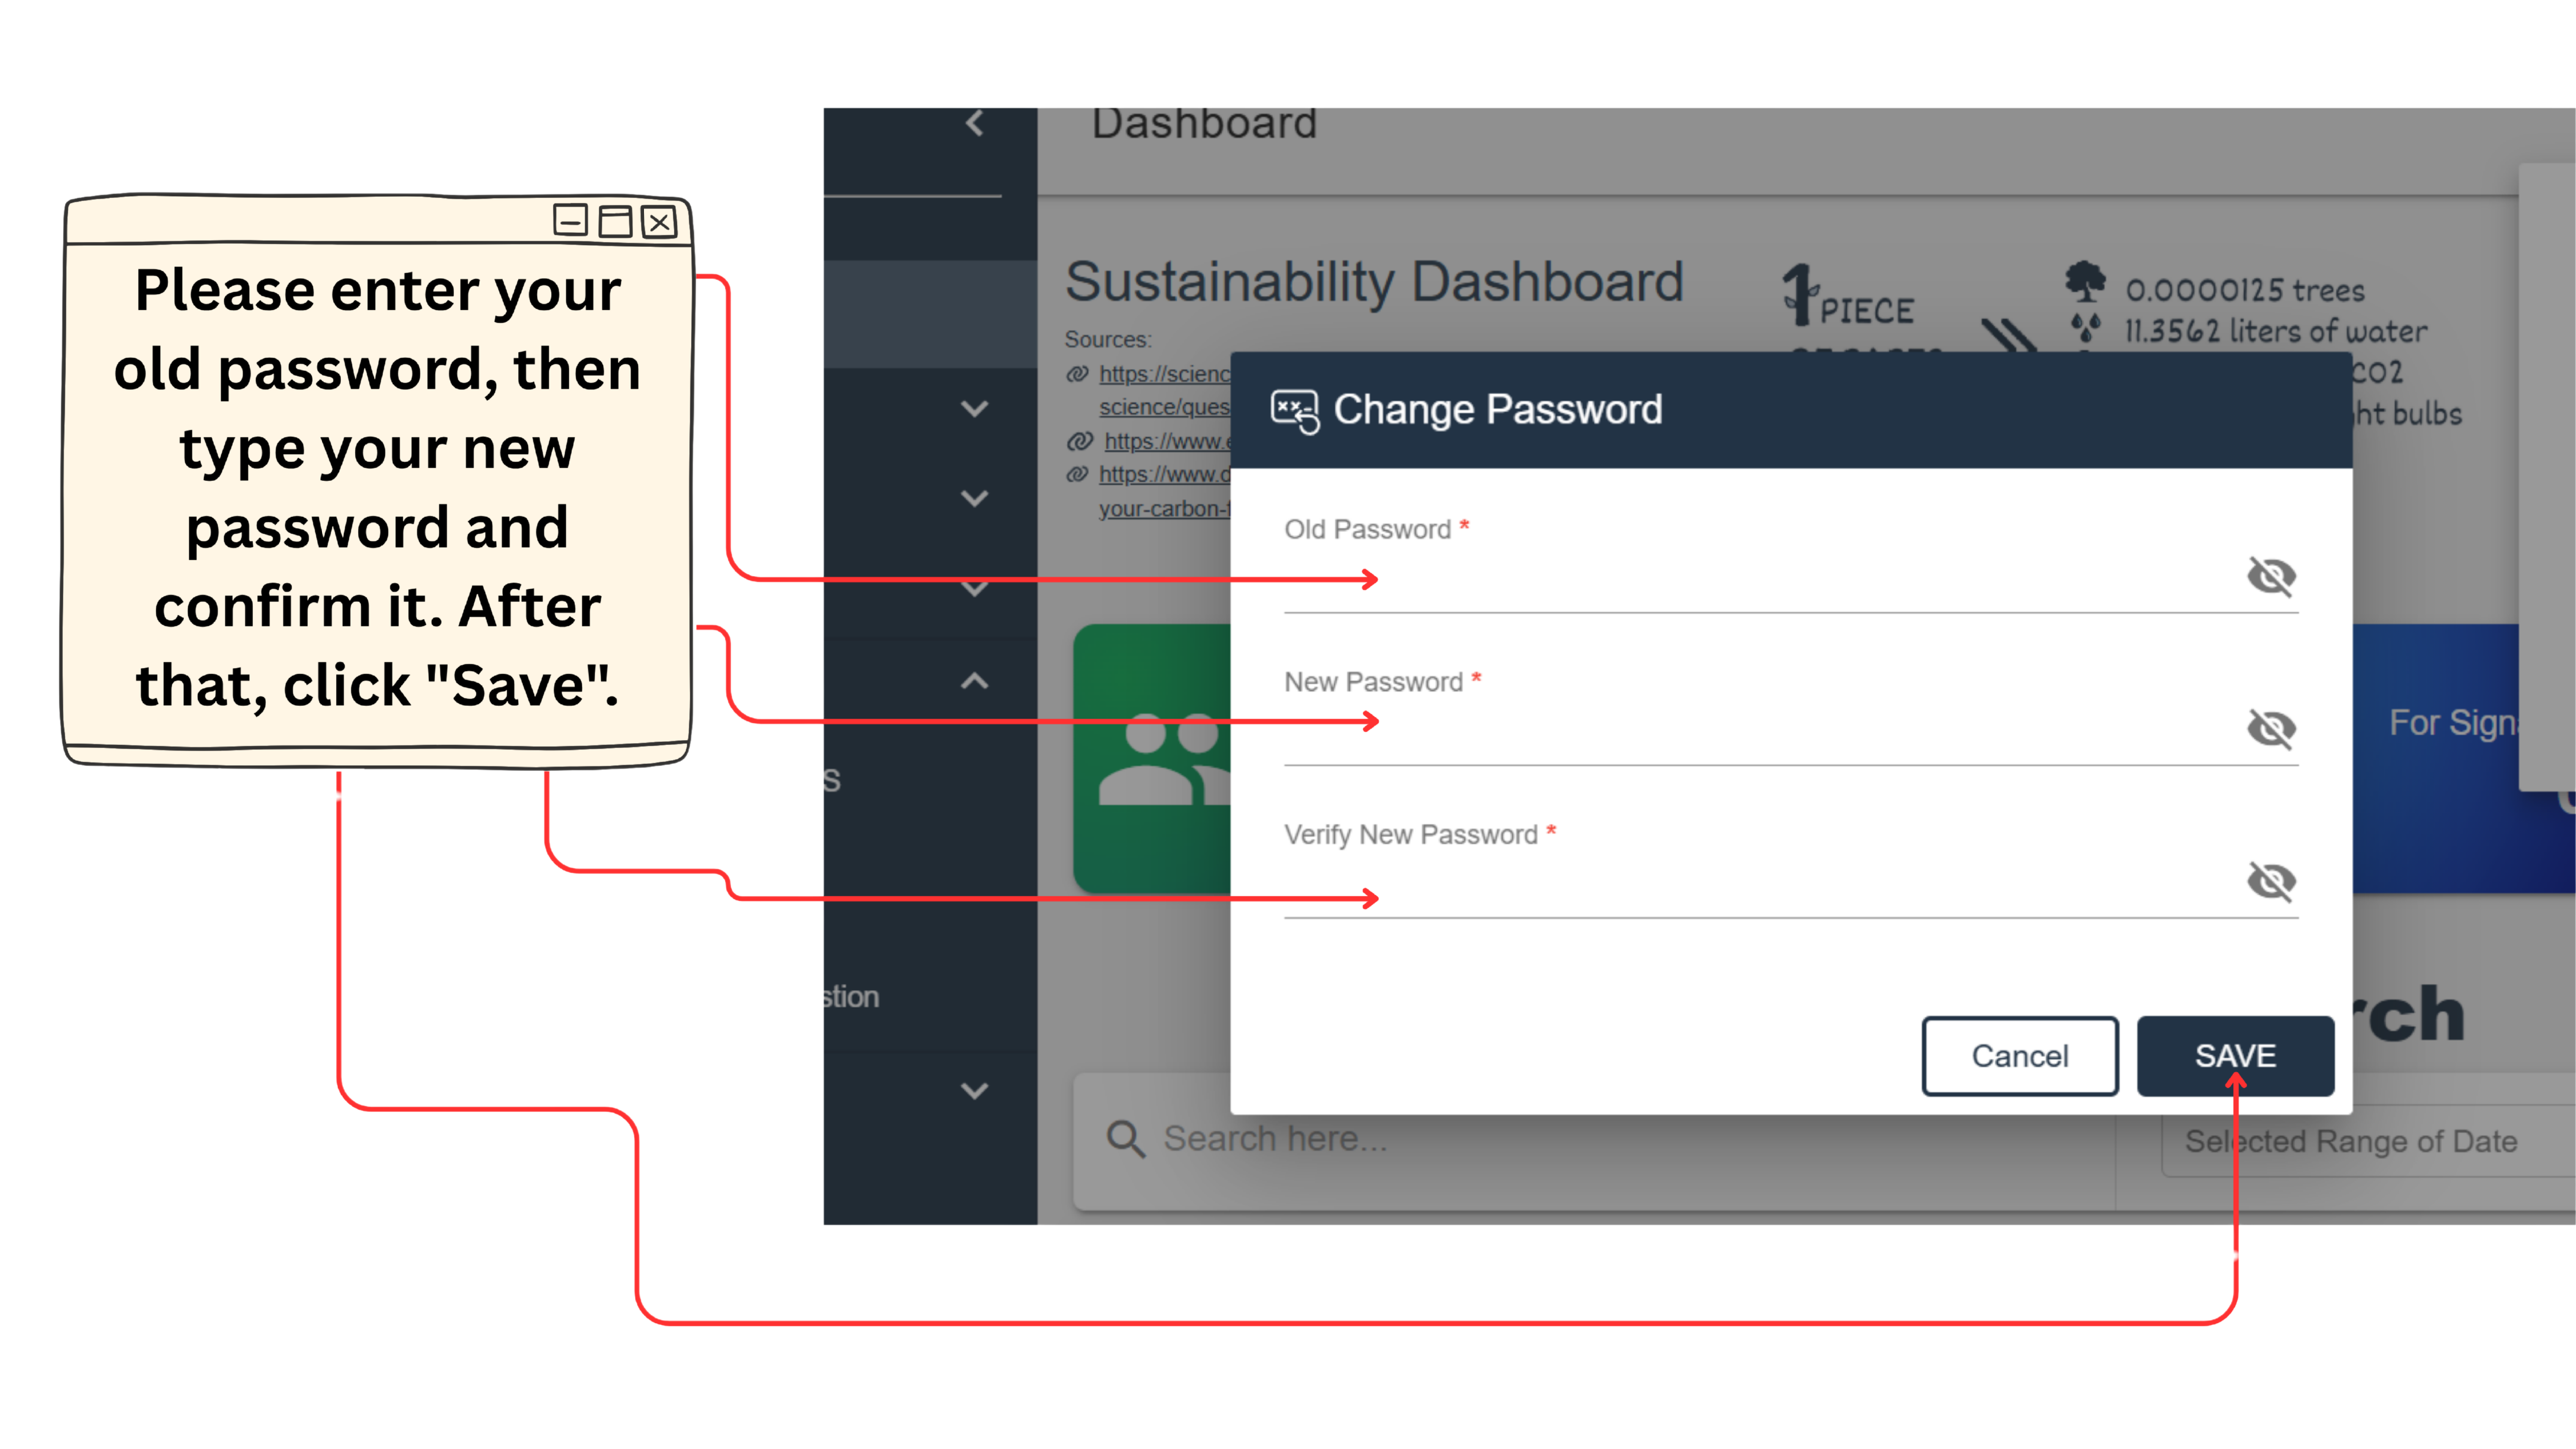 Please enter your
old password, then
type your new
password and
confirm it. After
that, click "Save".
Dashboard
Sustainability Dashboard
Sources:
https://scienc
science/ques
https://www.e
https://www.d
your-carbon-f
1 PIECE
0.0000125 trees
11.3562 liters of water
CO2
ht bulbs
Change Password
Old Password *
New Password *
Verify New Password *
Cancel
SAVE
For Sign
s
stion
rch
Search here...
Selected Range of Date